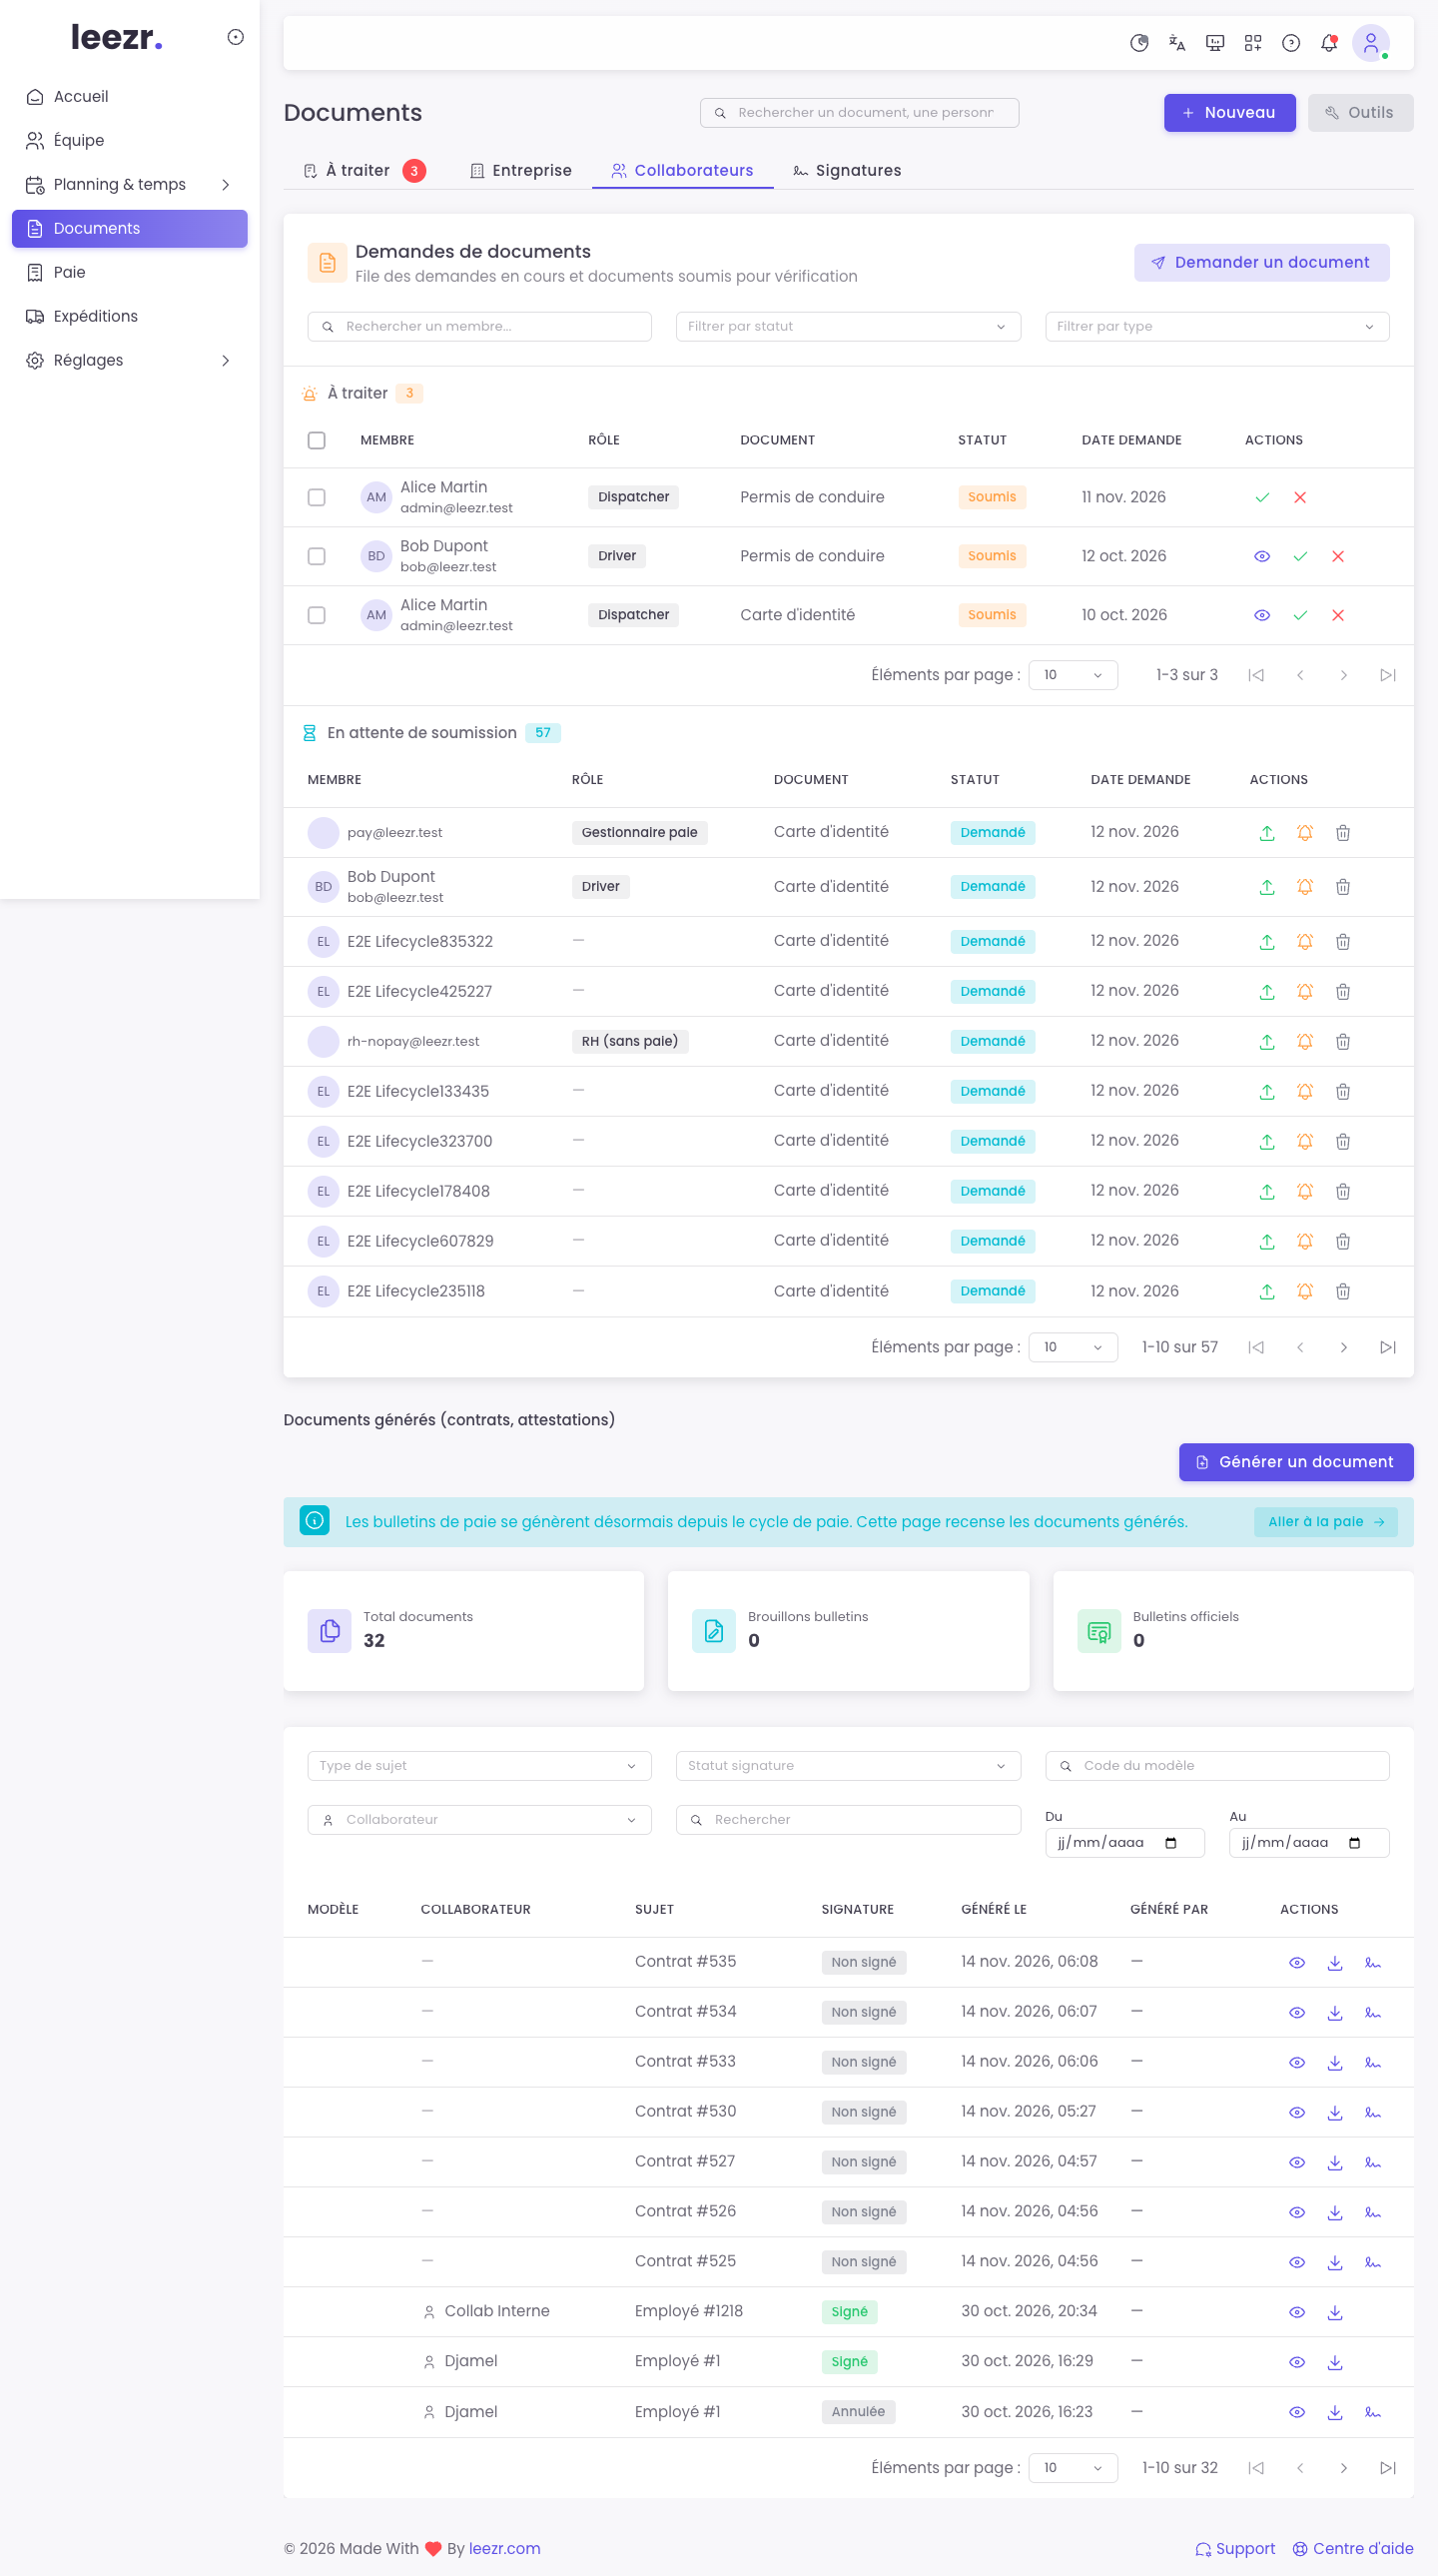 leezr.
Accueil
Équipe
Planning & temps
Documents
Paie
Expéditions
Réglages
Documents
Rechercher un document, une personr
Nouveau
Outils
À traiter 3
Entreprise
Collaborateurs
Signatures
Demandes de documents
File des demandes en cours et documents soumis pour vérification
Demander un document
Rechercher un membre...
Filtrer par statut
Filtrer par type
À traiter 3
MEMBRE RÔLE DOCUMENT STATUT DATE DEMANDE ACTIONS
AM Alice Martin Dispatcher Permis de conduire Soumis 11 nov. 2026
admin@leezr.test
BD Bob Dupont Driver Permis de conduire Soumis 12 oct. 2026
bob@leezr.test
AM Alice Martin Dispatcher Carte d'identité Soumis 10 oct. 2026
admin@leezr.test
Éléments par page : 10 1-3 sur 3
En attente de soumission 57
MEMBRE RÔLE DOCUMENT STATUT DATE DEMANDE ACTIONS
pay@leezr.test Gestionnaire paie Carte d'identité Demandé 12 nov. 2026
BD Bob Dupont Driver Carte d'identité Demandé 12 nov. 2026
bob@leezr.test
EL E2E Lifecycle835322 — Carte d'identité Demandé 12 nov. 2026
EL E2E Lifecycle425227 — Carte d'identité Demandé 12 nov. 2026
rh-nopay@leezr.test RH (sans paie) Carte d'identité Demandé 12 nov. 2026
EL E2E Lifecycle133435 — Carte d'identité Demandé 12 nov. 2026
EL E2E Lifecycle323700 — Carte d'identité Demandé 12 nov. 2026
EL E2E Lifecycle178408 — Carte d'identité Demandé 12 nov. 2026
EL E2E Lifecycle607829 — Carte d'identité Demandé 12 nov. 2026
EL E2E Lifecycle235118 — Carte d'identité Demandé 12 nov. 2026
Éléments par page : 10 1-10 sur 57
Documents générés (contrats, attestations)
Générer un document
Les bulletins de paie se génèrent désormais depuis le cycle de paie. Cette page recense les documents générés.
Aller à la paie
Total documents
32
Brouillons bulletins
0
Bulletins officiels
0
Type de sujet
Statut signature
Code du modèle
Collaborateur
Rechercher
Du
jj/mm/aaaa
Au
jj/mm/aaaa
MODÈLE COLLABORATEUR SUJET SIGNATURE GÉNÉRÉ LE GÉNÉRÉ PAR ACTIONS
— Contrat #535 Non signé 14 nov. 2026, 06:08 —
— Contrat #534 Non signé 14 nov. 2026, 06:07 —
— Contrat #533 Non signé 14 nov. 2026, 06:06 —
— Contrat #530 Non signé 14 nov. 2026, 05:27 —
— Contrat #527 Non signé 14 nov. 2026, 04:57 —
— Contrat #526 Non signé 14 nov. 2026, 04:56 —
— Contrat #525 Non signé 14 nov. 2026, 04:56 —
Collab Interne Employé #1218 Signé 30 oct. 2026, 20:34 —
Djamel Employé #1 Signé 30 oct. 2026, 16:29 —
Djamel Employé #1 Annulée 30 oct. 2026, 16:23 —
Éléments par page : 10 1-10 sur 32
© 2026 Made With By leezr.com
Support
Centre d'aide